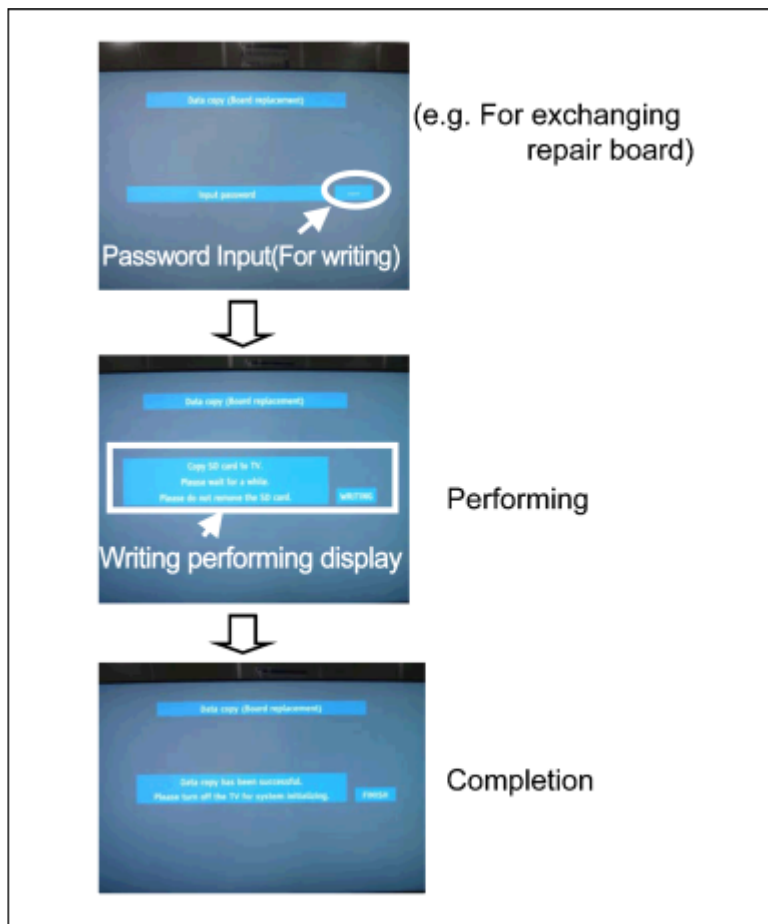 Data copy (Board replacement)
(e.g. For exchanging
repair board)
Input password
Password Input(For writing)
Data copy (Board replacement)
Copy SD card to TV.
Please wait for a while.
Please do not remove the SD card.
WRITING
Performing
Writing performing display
Data copy (Board replacement)
Data copy has been successful.
Please turn off the TV for system initializing.
FINISH
Completion